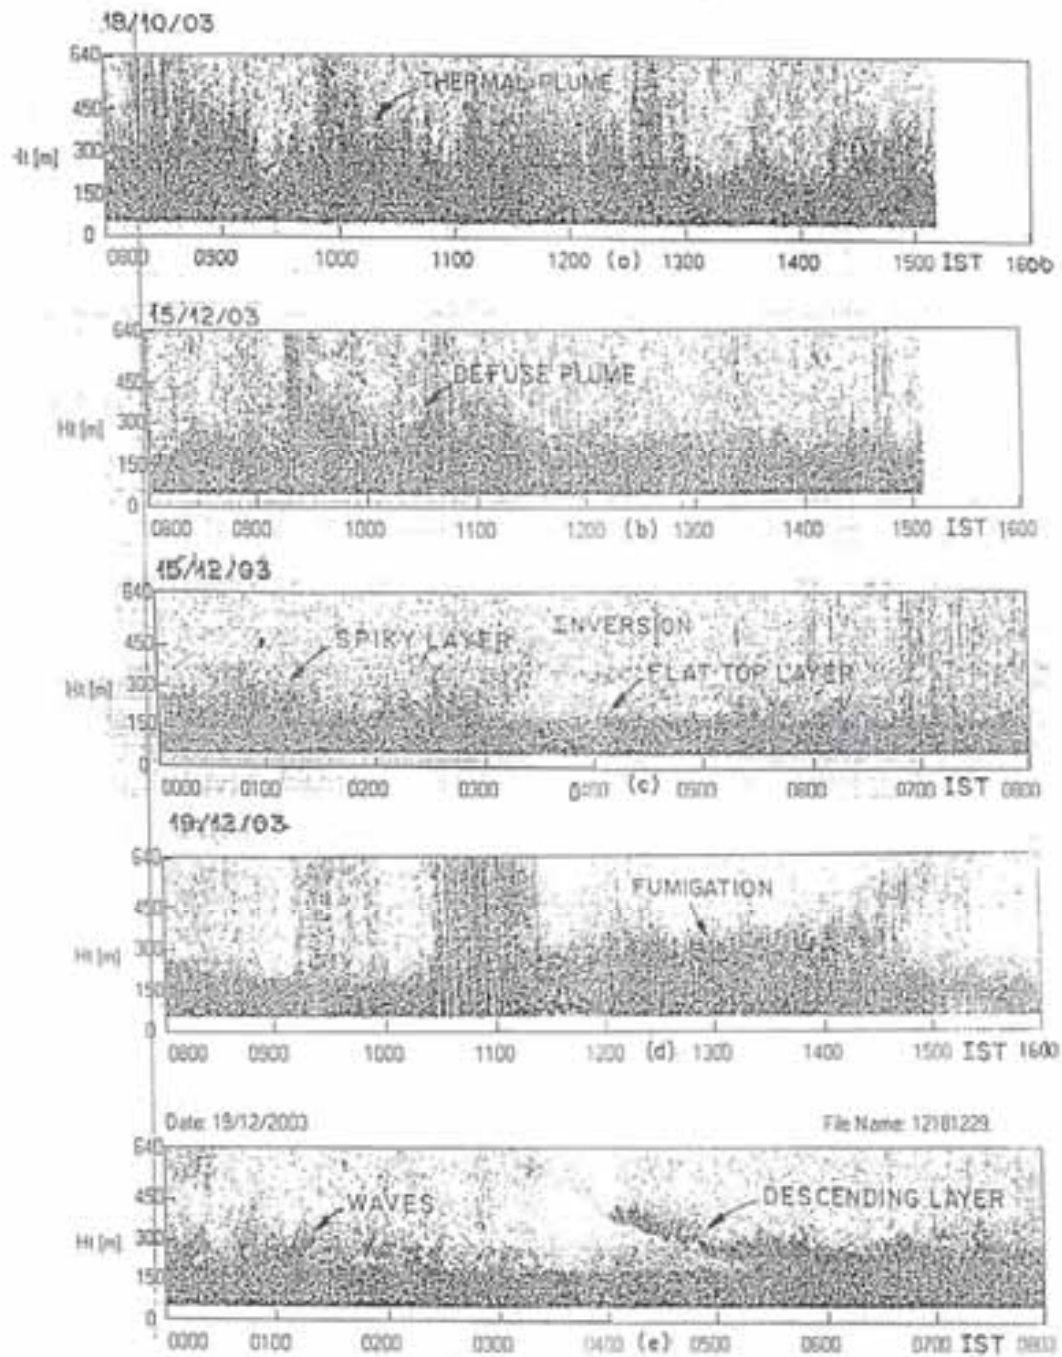 18/10/03
640
450
THERMAL PLUME
Ht [m]
300
150
0
0800 0900 1000 1100 1200 (a) 1300 1400 1500 IST 1600
15/12/03
640
450
DEFUSE PLUME
Ht [m]
300
150
0
0800 0900 1000 1100 1200 (b) 1300 1400 1500 IST 1600
15/12/03
640
450
SPIKY LAYER INVERSION
FLAT TOP LAYER
Ht [m]
300
150
0
0000 0100 0200 0300 0400 (c) 0700 IST 0800
19/12/03
640
450
FUMIGATION
Ht [m]
300
150
0
0800 0900 1000 1100 1200 (d) 1300 1400 1500 IST 1600
Date: 19/12/2003 File Name: 12181229.
640
450
WAVES DESCENDING LAYER
Ht [m]
300
150
0
0000 0100 0200 0300 0400 (e) 0500 0600 0700 IST 0800